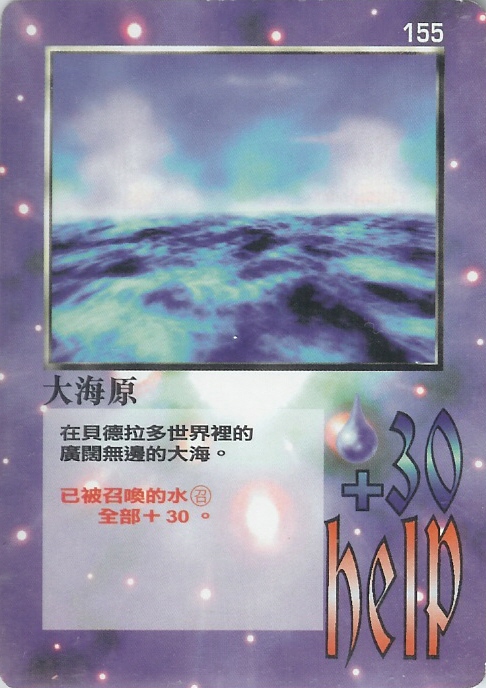 155
大海原
在貝德拉多世界裡的
廣闊無邊的大海。
已被召喚的水㊁
全部＋30。
+30
help